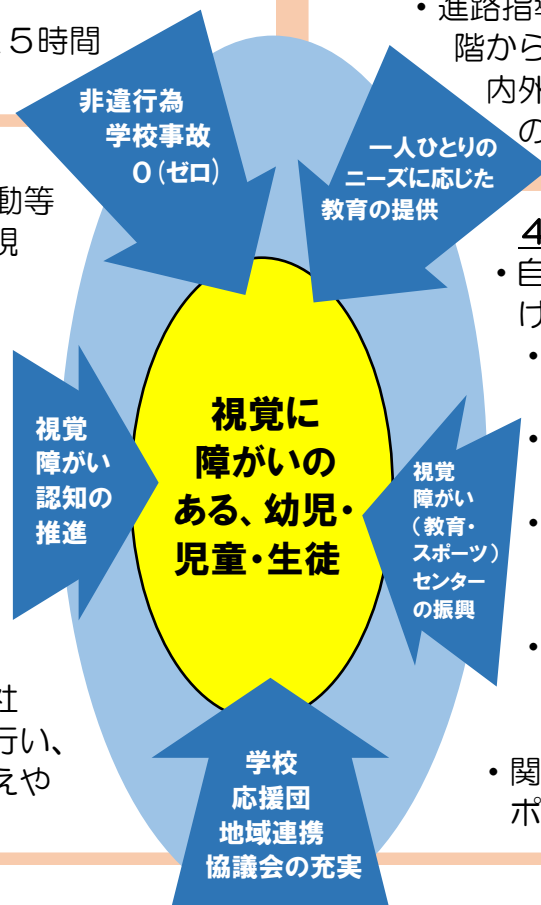 ５時間
・進路指
階から
内外
の
非違行為
学校事故
０（ゼロ）
一人ひとりの
ニーズに応じた
教育の提供
動等
視
４
・自
け
・
・
・
・
視覚に
障がいの
ある、幼児・
児童・生徒
視覚
障がい
認知の
推進
視覚
障がい
（教育・
スポーツ）
センター
の振興
社
行い、
えや
・関
ポ
学校
応援団
地域連携
協議会の充実